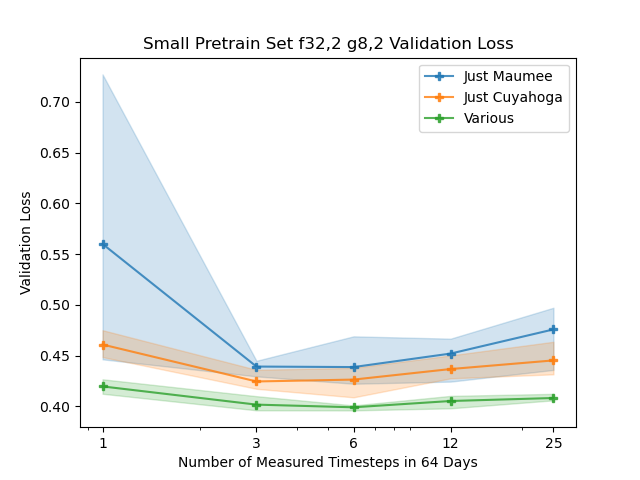 Small Pretrain Set f32,2 g8,2 Validation Loss
Just Maumee
Just Cuyahoga
Various
Validation Loss
0.70
0.65
0.60
0.55
0.50
0.45
0.40
1 3 6 12 25
Number of Measured Timesteps in 64 Days